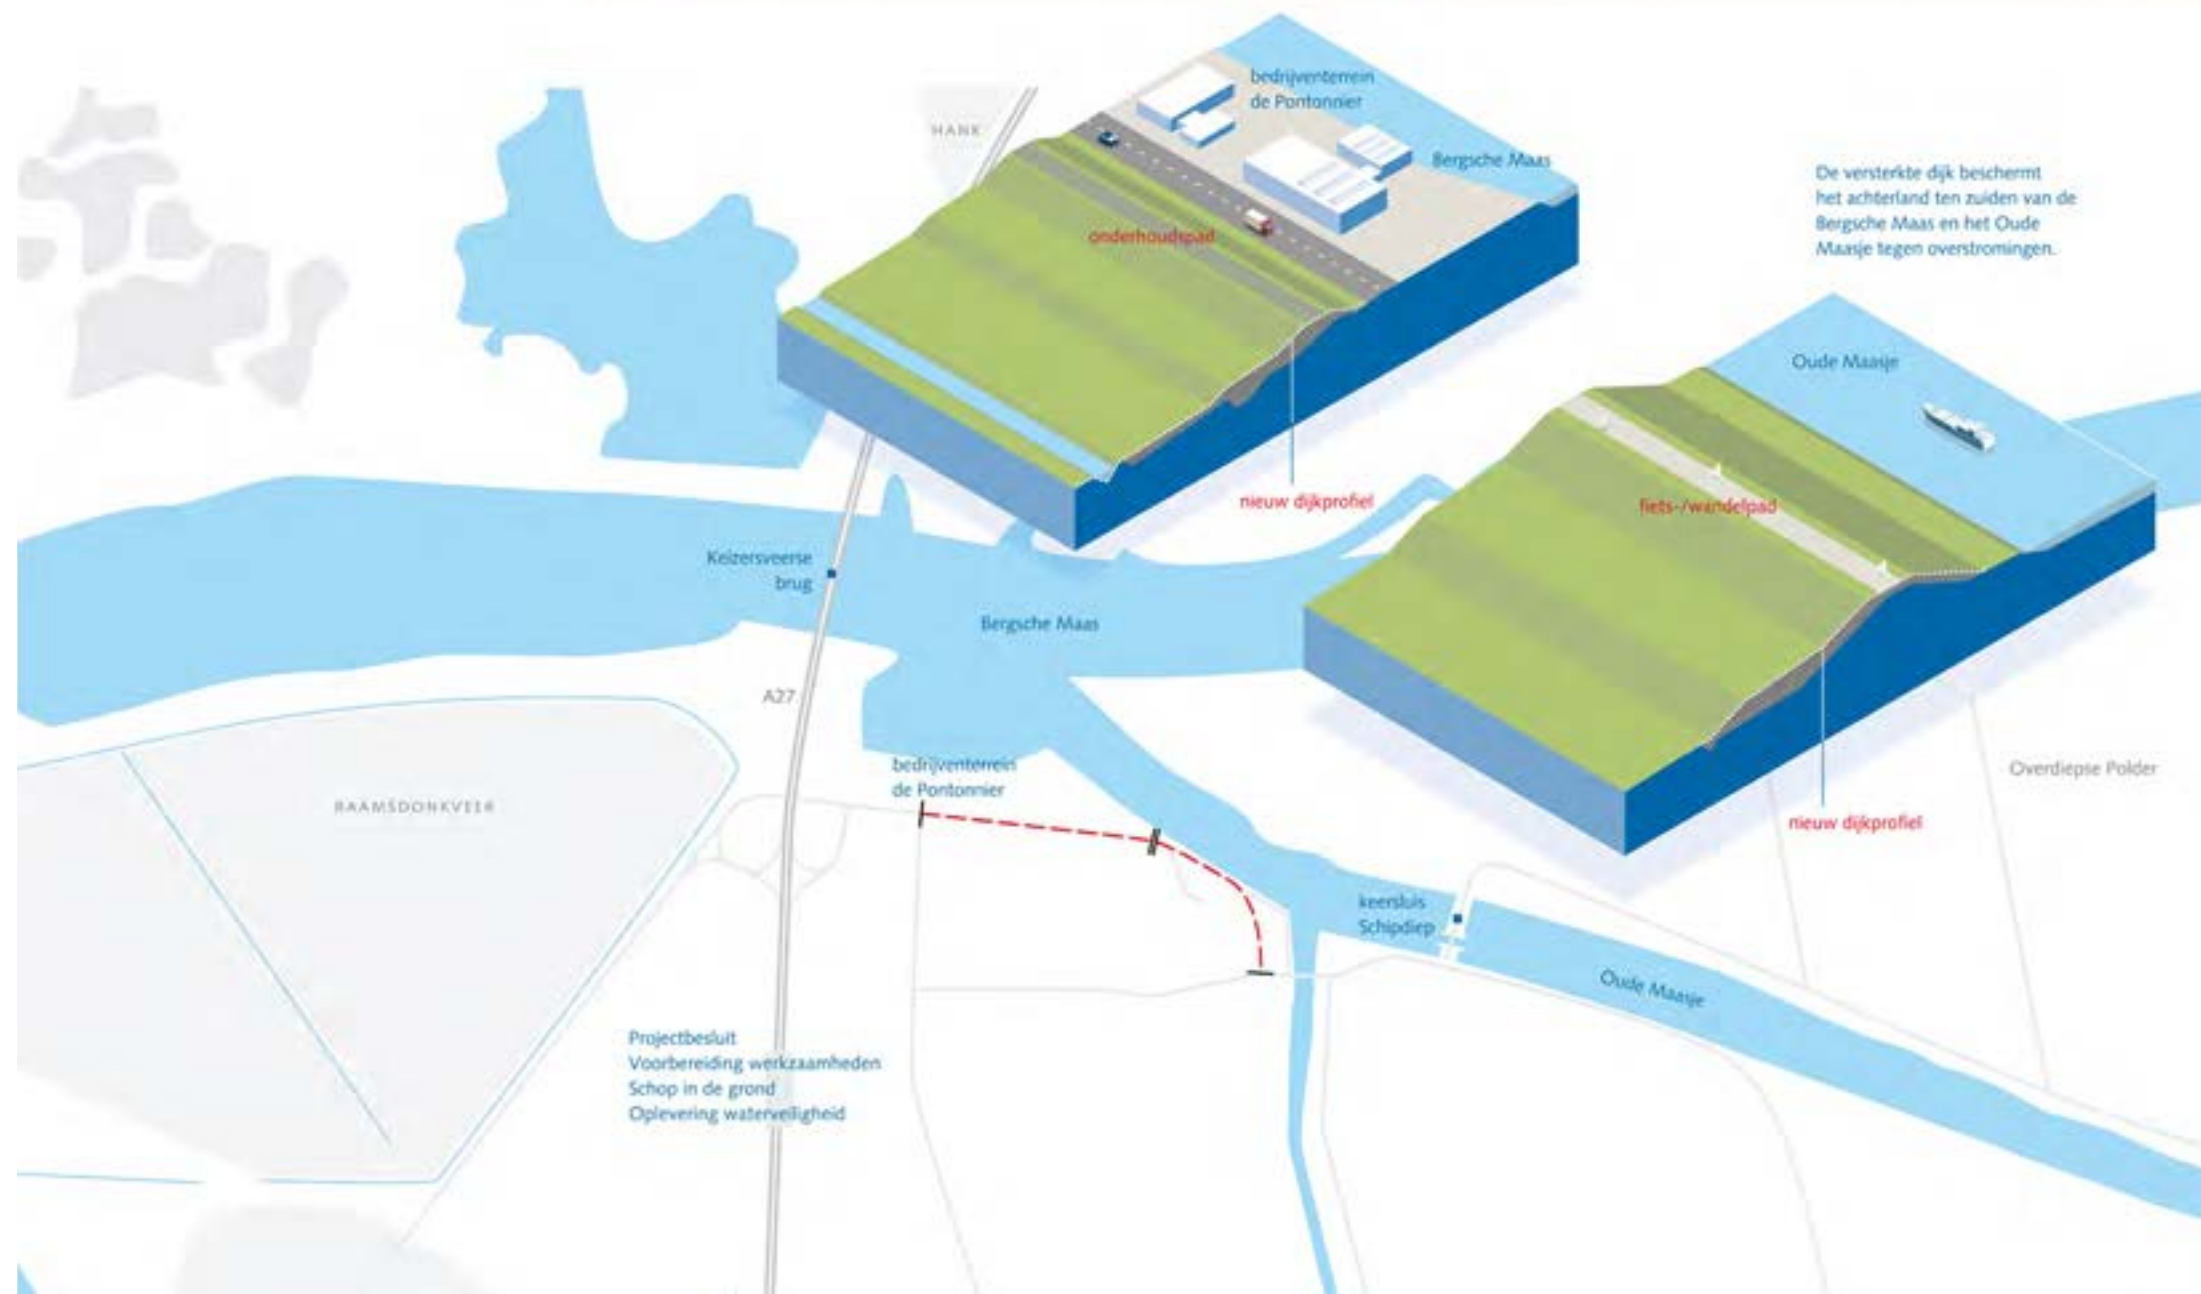 bedrijventerrein
de Pontonnier
HANK
Bergsche Maas
De versterkte dijk beschermt
het achterland ten zuiden van de
Bergsche Maas en het Oude
Maasje tegen overstromingen.
onderhoudspad
Oude Maasje
nieuw dijkprofiel
fiets-/wandelpad
Keizersveerse
brug
Bergsche Maas
A27
bedrijventerrein
de Pontonnier
Overdiepse Polder
RAAMSDONKVEER
nieuw dijkprofiel
keersluis
Schipdiep
Oude Maasje
Projectbesluit
Voorbereiding werkzaamheden
Schop in de grond
Oplevering waterveiligheid